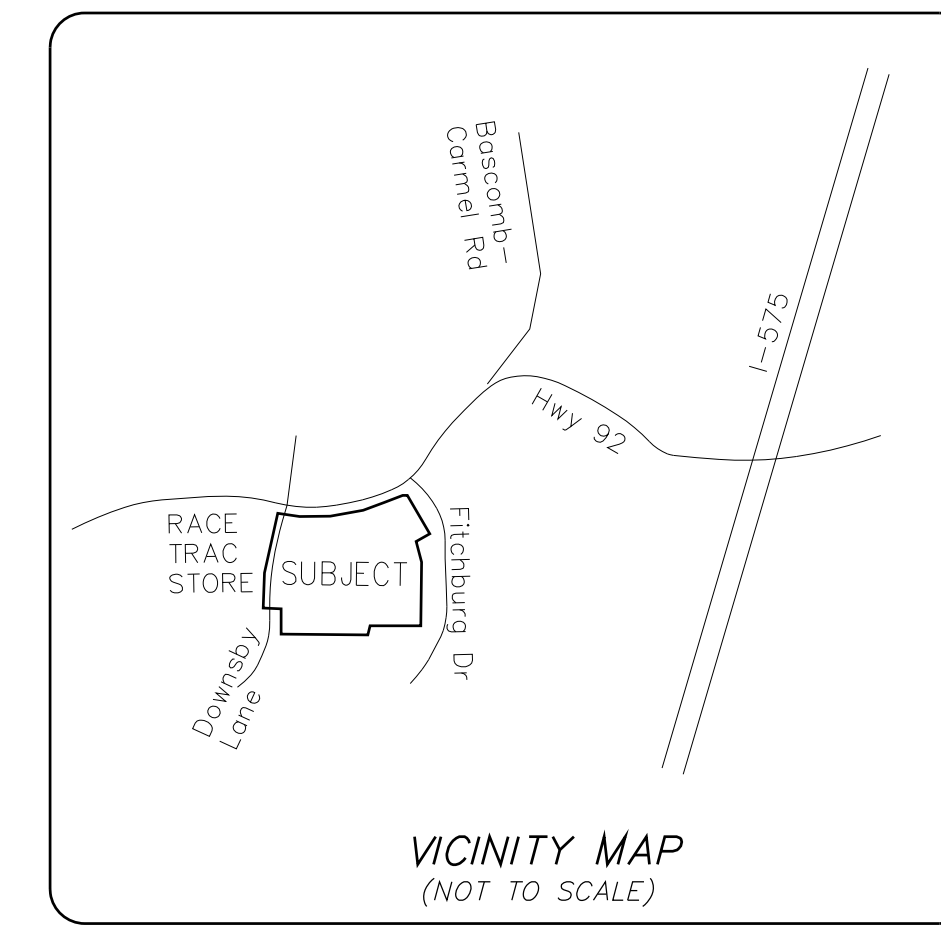 Bascomb-
Carmel Rd
I-575
Hwy 92
RACE
TRAC
STORE
SUBJECT
Fitchburg Dr
Downsby
Lane
VICINITY MAP
(NOT TO SCALE)